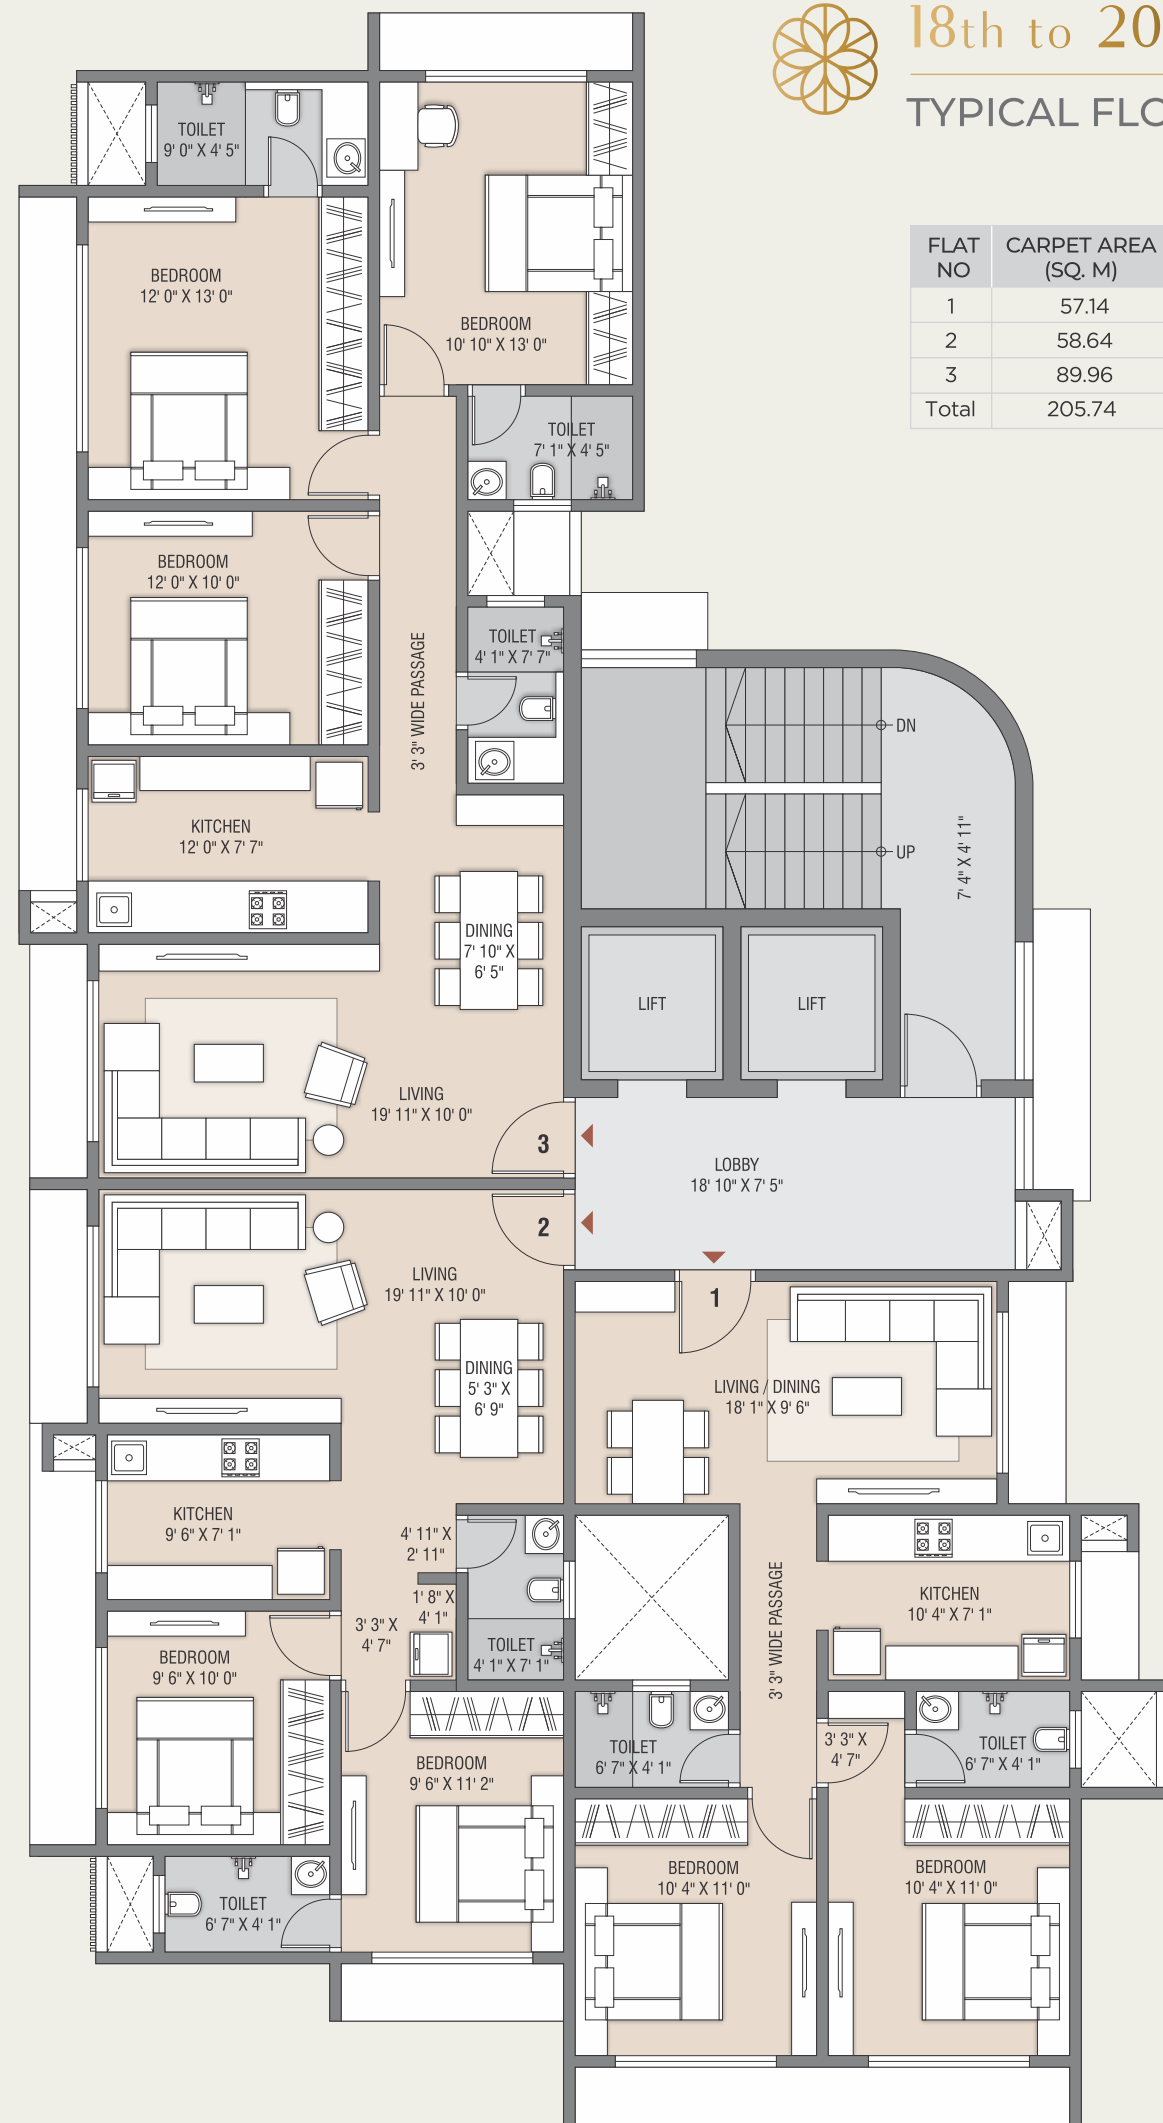 18th to 20
TYPICAL FLO
FLAT NO CARPET AREA (SQ. M)
1 57.14
2 58.64
3 89.96
Total 205.74
TOILET
9' 0" X 4' 5"
BEDROOM
12' 0" X 13' 0"
BEDROOM
10' 10" X 13' 0"
TOILET
7' 1" X 4' 5"
BEDROOM
12' 0" X 10' 0"
TOILET
4' 1" X 7' 7"
3' 3" WIDE PASSAGE
DN
UP
7' 4" X 4' 11"
KITCHEN
12' 0" X 7' 7"
DINING
7' 10" X
6' 5"
LIFT
LIFT
LIVING
19' 11" X 10' 0"
3
LOBBY
18' 10" X 7' 5"
2
LIVING
19' 11" X 10' 0"
1
DINING
5' 3" X
6' 9"
LIVING / DINING
18' 1" X 9' 6"
KITCHEN
9' 6" X 7' 1"
4' 11" X
2' 11"
1' 8" X
4' 1"
3' 3" X
4' 7"
TOILET
4' 1" X 7' 1"
3' 3" WIDE PASSAGE
KITCHEN
10' 4" X 7' 1"
BEDROOM
9' 6" X 10' 0"
BEDROOM
9' 6" X 11' 2"
TOILET
6' 7" X 4' 1"
3' 3" X
4' 7"
TOILET
6' 7" X 4' 1"
BEDROOM
10' 4" X 11' 0"
BEDROOM
10' 4" X 11' 0"
TOILET
6' 7" X 4' 1"